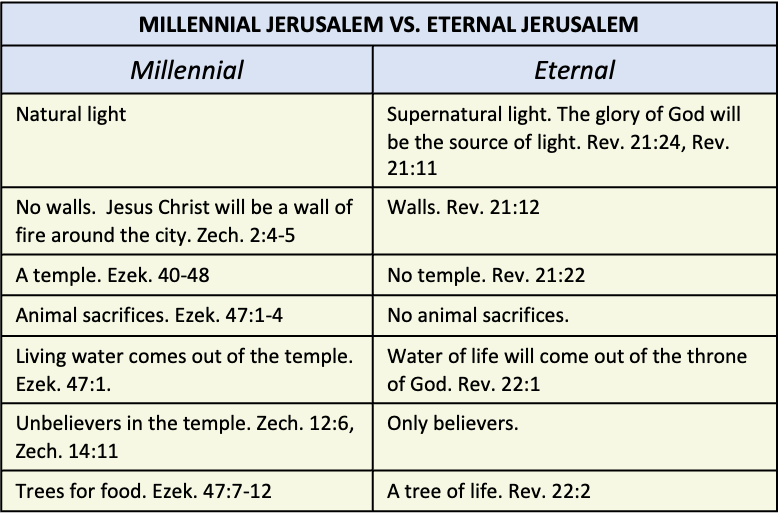 MILLENNIAL JERUSALEM VS. ETERNAL JERUSALEM
Millennial
Eternal
Natural light
Supernatural light. The glory of God will
be the source of light. Rev. 21:24, Rev.
21:11
No walls.  Jesus Christ will be a wall of
fire around the city. Zech. 2:4-5
Walls. Rev. 21:12
A temple. Ezek. 40-48
No temple. Rev. 21:22
Animal sacrifices. Ezek. 47:1-4
No animal sacrifices.
Living water comes out of the temple.
Ezek. 47:1.
Water of life will come out of the throne
of God. Rev. 22:1
Unbelievers in the temple. Zech. 12:6,
Zech. 14:11
Only believers.
Trees for food. Ezek. 47:7-12
A tree of life. Rev. 22:2